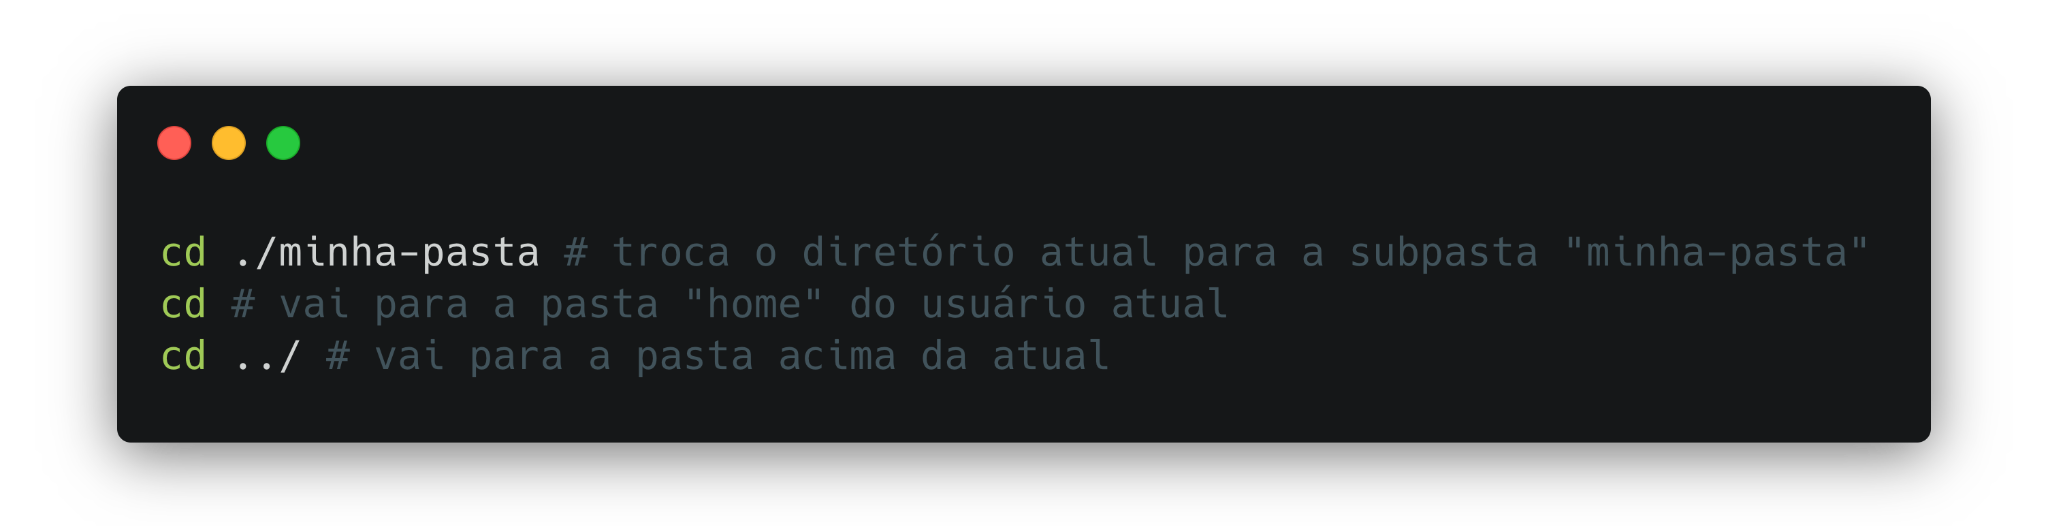 cd ./minha-pasta # troca o diretório atual para a subpasta "minha-pasta"
cd # vai para a pasta "home" do usuário atual
cd ../ # vai para a pasta acima da atual